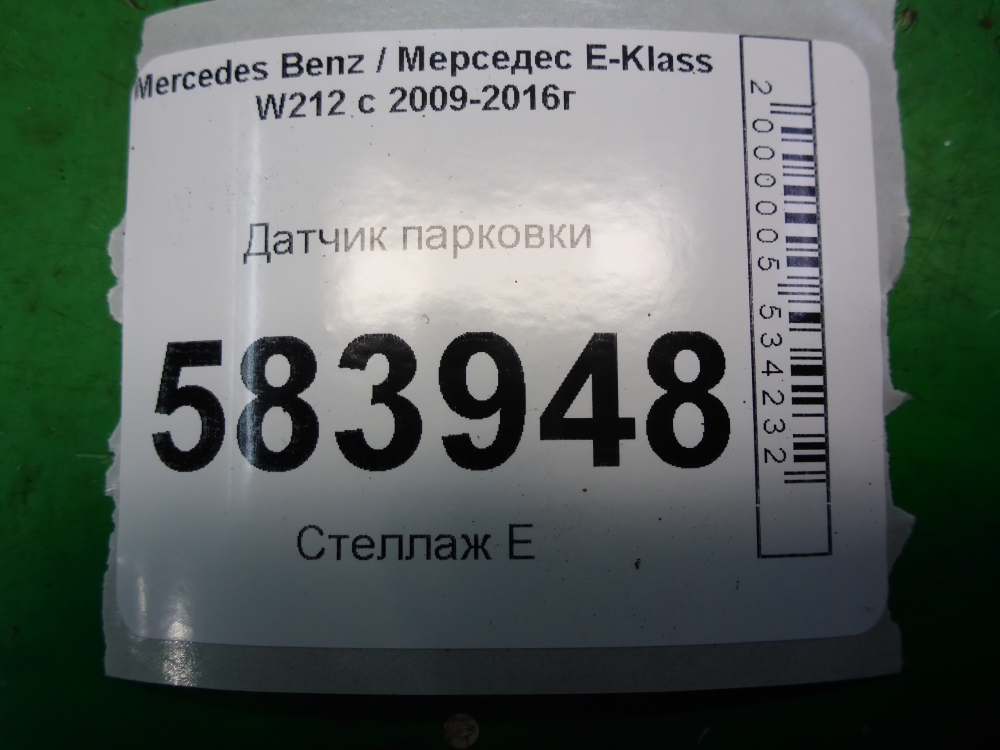 Mercedes Benz / Мерседес E-Klass
W212 с 2009-2016г
Датчик парковки
583948
Стеллаж Е
2000005534232